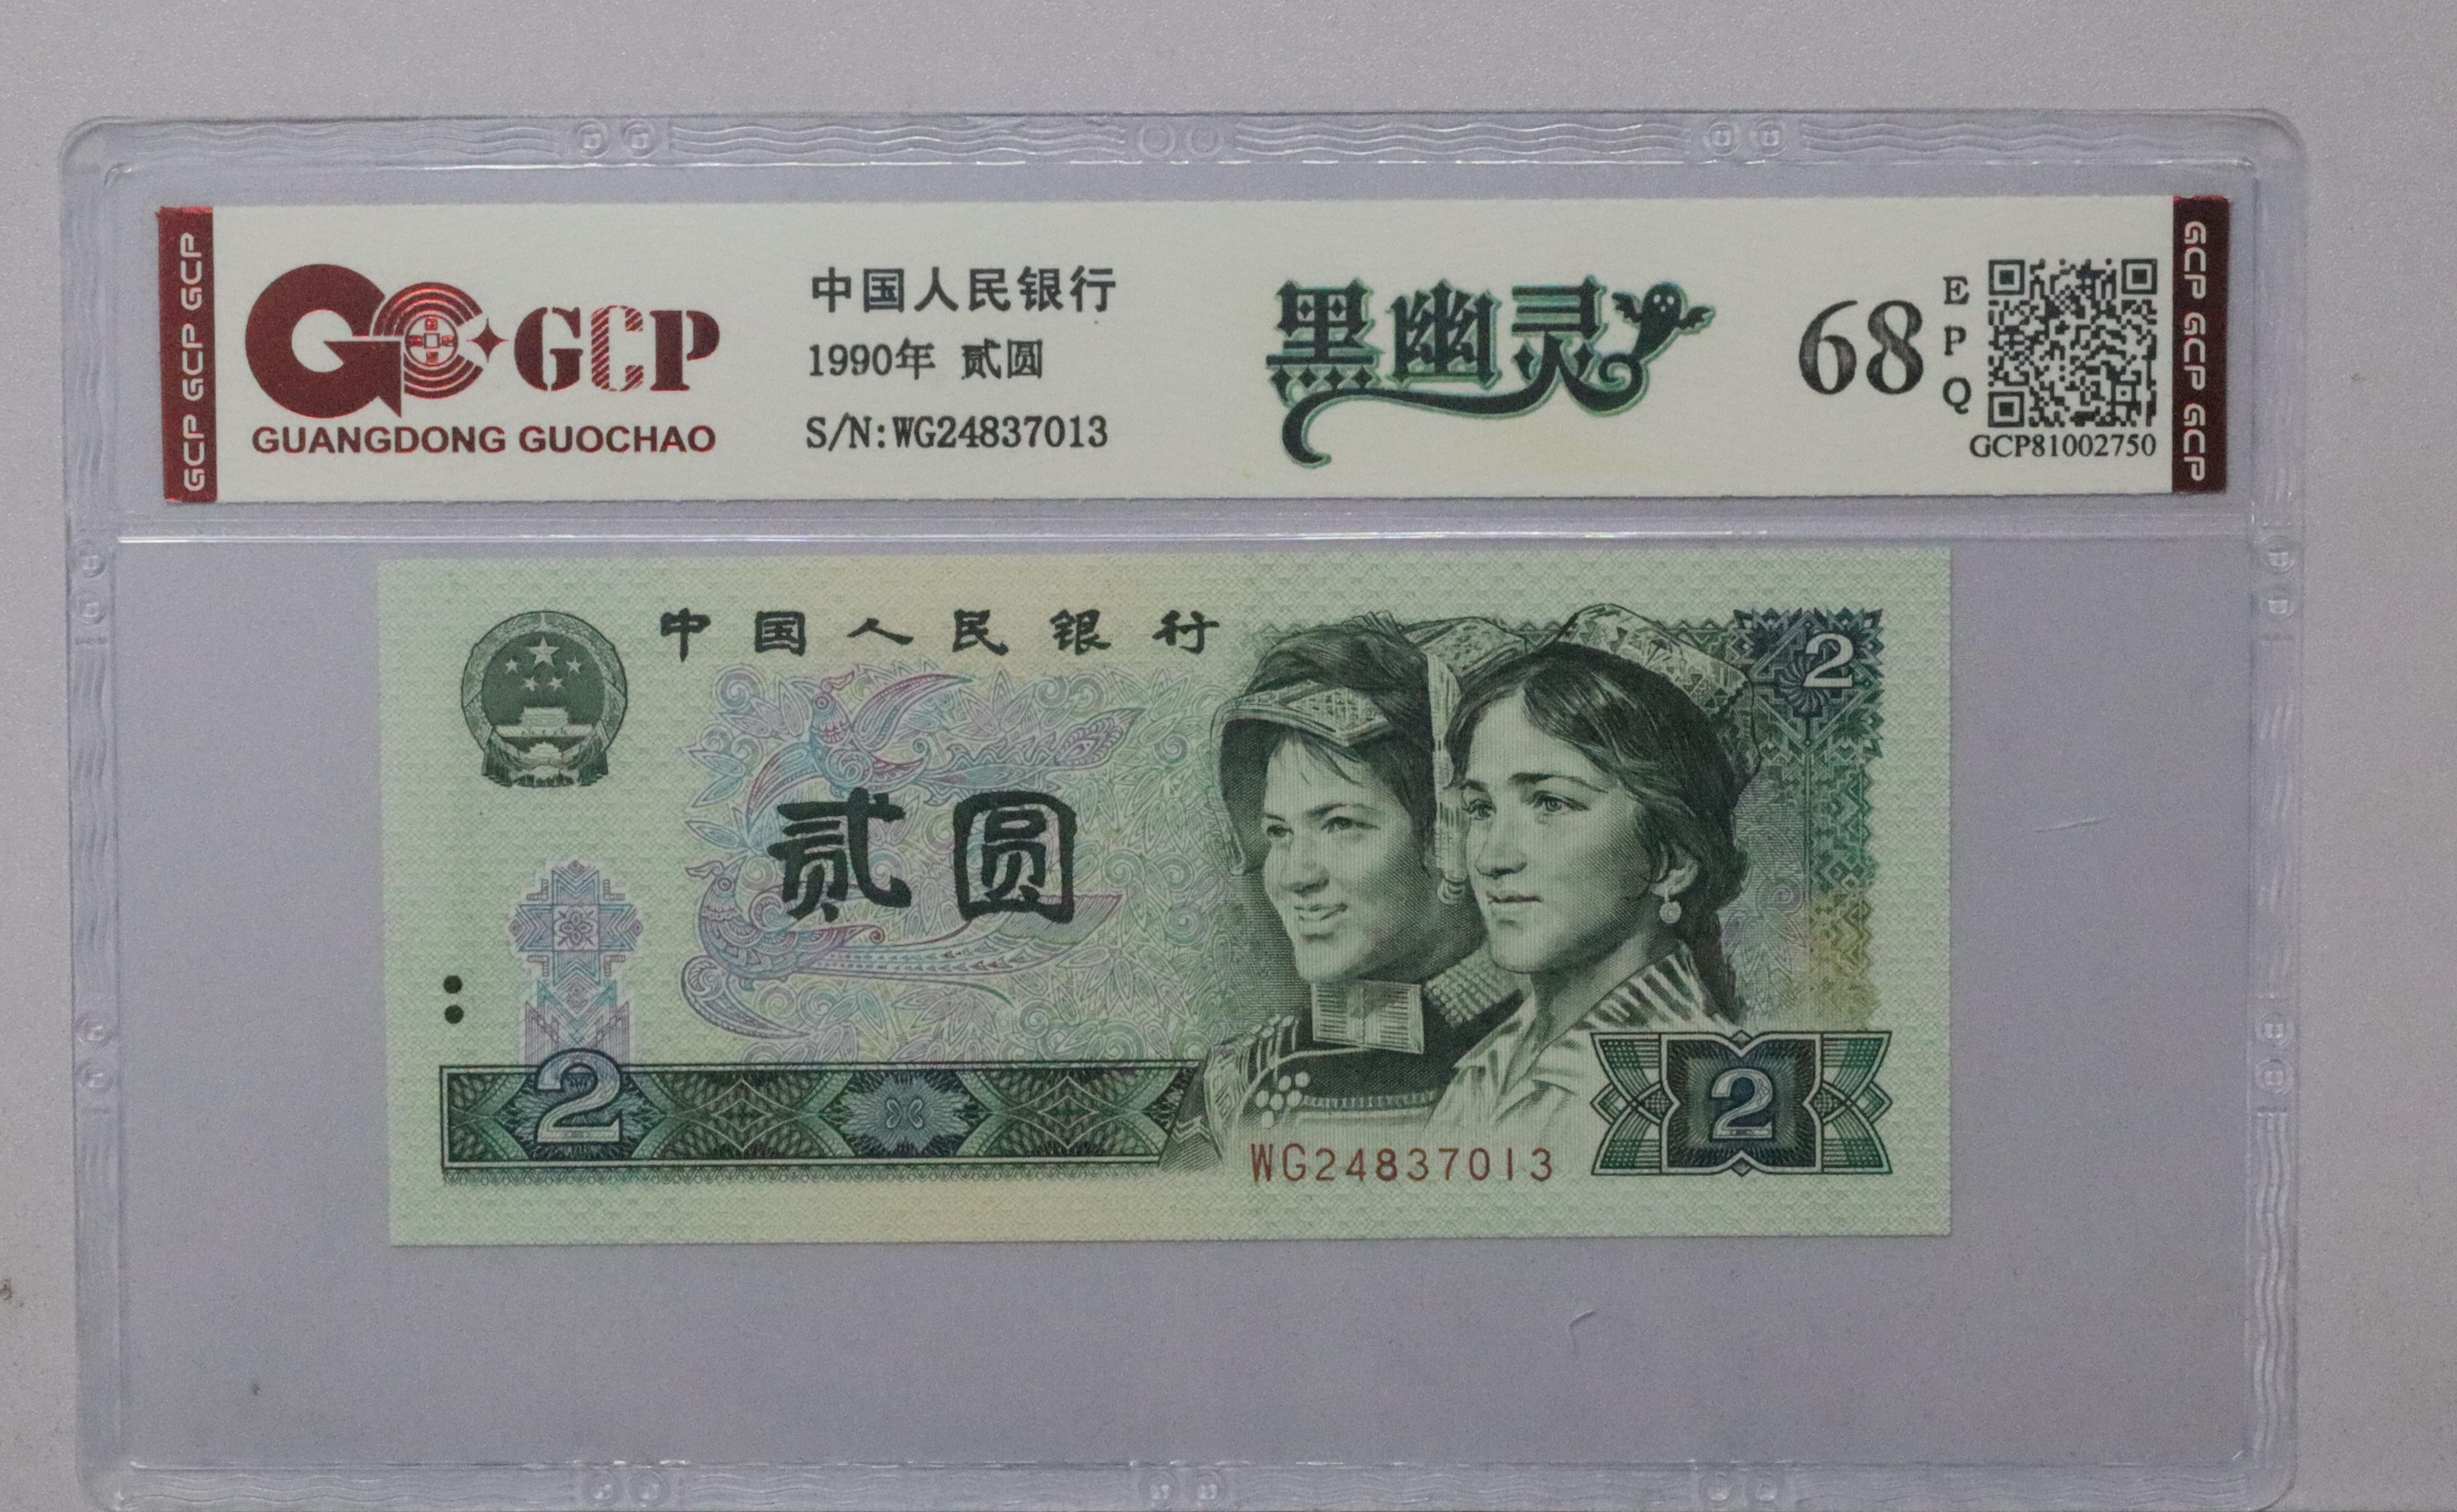 GCP GCP GCP
GCP
GUANGDONG GUOCHAO
中国人民银行
1990年 贰圆
S/N:WG24837013
黑幽灵
68
E
P
Q
GCP81002750
GCP GCP GCP
中国人民银行
2
贰圆
2
2
WG24837013